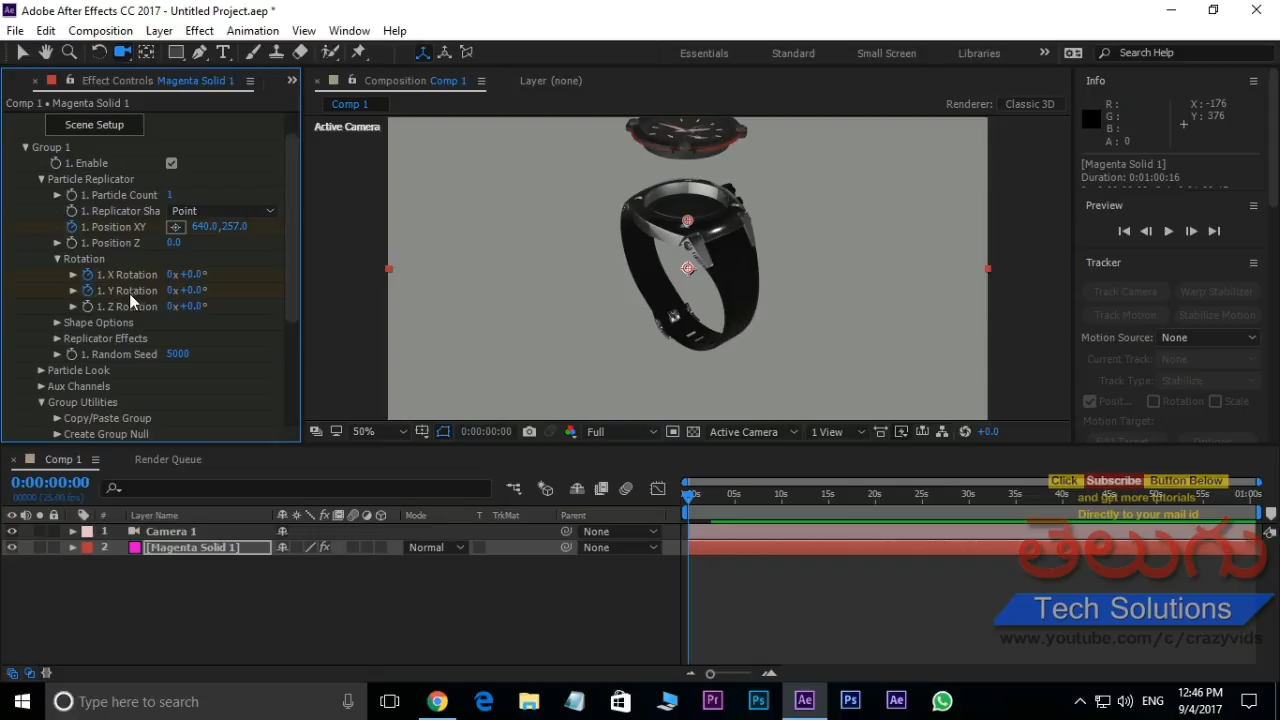 Adobe After Effects CC 2017 - Untitled Project.aep *
File Edit Composition Layer Effect Animation View Window Help
Essentials Standard Small Screen Libraries Search Help
Effect Controls Magenta Solid 1
Composition Comp 1
Layer (none)
Info
Comp 1 • Magenta Solid 1
Comp 1
Renderer: Classic 3D
R :
G :
B :
A : 0
X : -176
Y : 376
Scene Setup
Active Camera
Group 1
1. Enable
[Magenta Solid 1]
Duration: 0:01:00:16
Particle Replicator
1. Particle Count 1
Preview
1. Replicator Sha Point
1. Position XY 640.0,257.0
1. Position Z 0.0
Rotation
Tracker
1. X Rotation 0x+0.0°
1. Y Rotation 0x+0.0°
1. Z Rotation 0x+0.0°
Track Camera Warp Stabilizer
Track Motion Stabilize Motion
Shape Options
Replicator Effects
Motion Source: None
1. Random Seed 5000
Current Track: None
Particle Look
Track Type: Stabilize
Aux Channels
Group Utilities
Posit... Rotation Scale
Copy/Paste Group
Motion Target:
Create Group Null
50% 0:00:00:00 Full Active Camera 1 View +0.0
Comp 1 Render Queue
0:00:00:00
00000 (25.00 fps)
05s 10s 15s 20s 25s 30s 35s 40s 45s 50s 55s 01:00s
# Layer Name Mode T TrkMat Parent
1 Camera 1 None
2 [Magenta Solid 1] Normal None
Click Subscribe Button Below
and get more tutorials
Directly to your mail id
తెలుగు
Tech Solutions
www.youtube.com/c/crazyvids
Type here to search
ENG
12:46 PM
9/4/2017